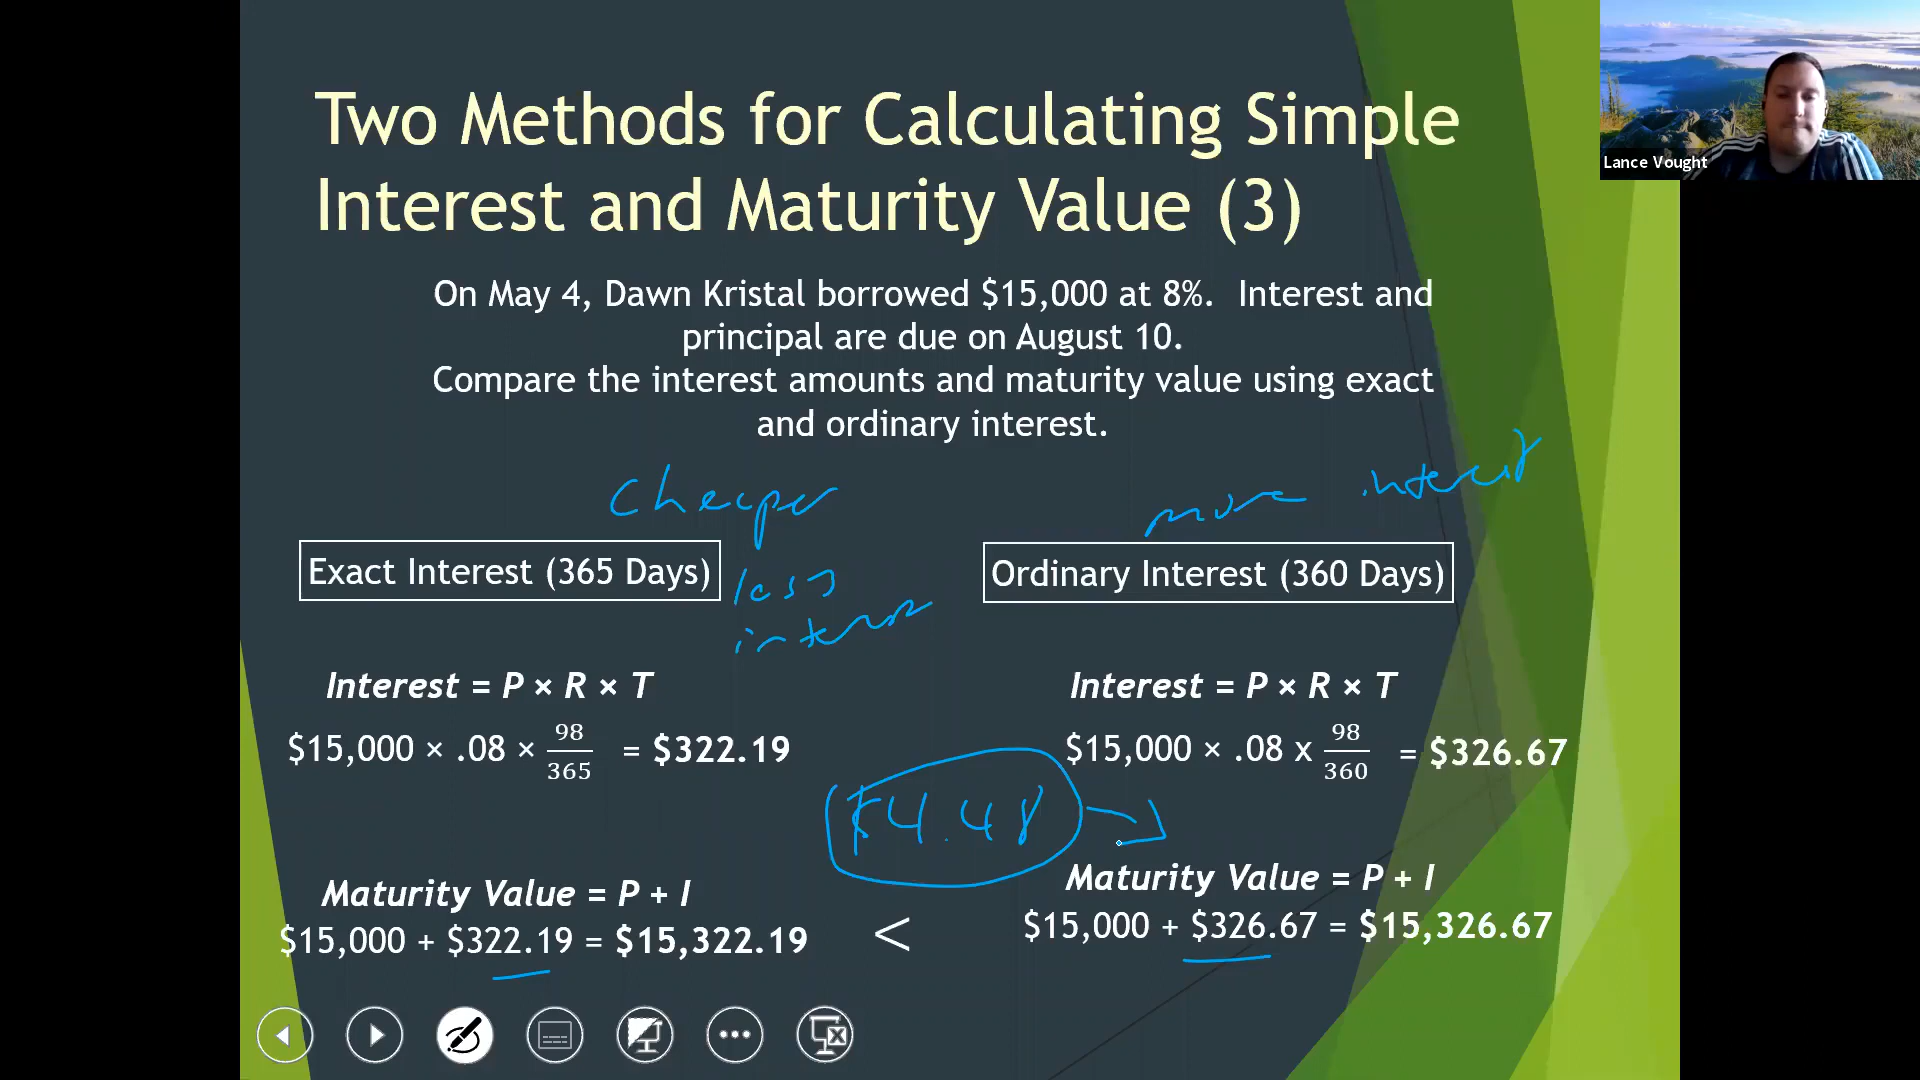 Lance Vought
Two Methods for Calculating Simple
Interest and Maturity Value (3)
On May 4, Dawn Kristal borrowed $15,000 at 8%. Interest and
principal are due on August 10.
Compare the interest amounts and maturity value using exact
and ordinary interest.
Cheaper
more interest
Exact Interest (365 Days)
less
interest
Ordinary Interest (360 Days)
Interest = P × R × T
$15,000 × .08 × 98/365 = $322.19
Interest = P × R × T
$15,000 × .08 x 98/360 = $326.67
$4.48
Maturity Value = P + I
$15,000 + $322.19 = $15,322.19
<
Maturity Value = P + I
$15,000 + $326.67 = $15,326.67